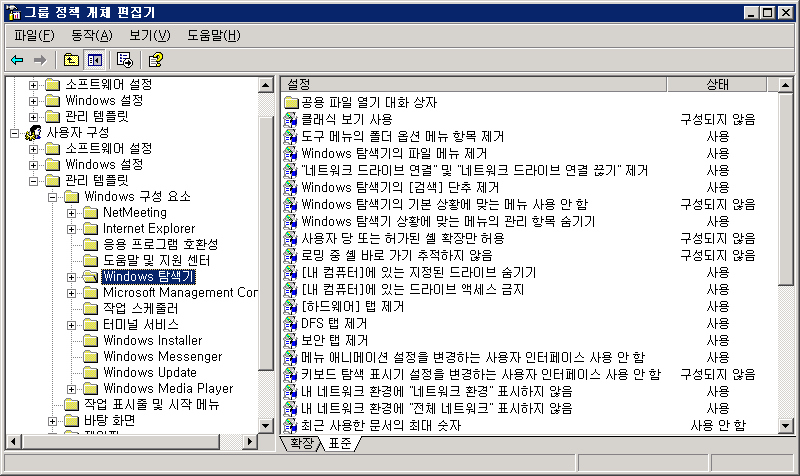 그룹 정책 개체 편집기
파일(F) 동작(A) 보기(V) 도움말(H)
소프트웨어 설정
Windows 설정
관리 템플릿
사용자 구성
소프트웨어 설정
Windows 설정
관리 템플릿
Windows 구성 요소
NetMeeting
Internet Explorer
응용 프로그램 호환성
도움말 및 지원 센터
Windows 탐색기
Microsoft Management Con
작업 스케줄러
터미널 서비스
Windows Installer
Windows Messenger
Windows Update
Windows Media Player
작업 표시줄 및 시작 메뉴
바탕 화면
설정 상태
공용 파일 열기 대화 상자
클래식 보기 사용 구성되지 않음
도구 메뉴의 폴더 옵션 메뉴 항목 제거 사용
Windows 탐색기의 파일 메뉴 제거 사용
"네트워크 드라이브 연결" 및 "네트워크 드라이브 연결 끊기" 제거 사용
Windows 탐색기의 [검색] 단추 제거 사용
Windows 탐색기의 기본 상황에 맞는 메뉴 사용 안 함 구성되지 않음
Windows 탐색기 상황에 맞는 메뉴의 관리 항목 숨기기 사용
사용자 당 또는 허가된 셸 확장만 허용 구성되지 않음
로밍 중 셸 바로 가기 추적하지 않음 구성되지 않음
[내 컴퓨터]에 있는 지정된 드라이브 숨기기 사용
[내 컴퓨터]에 있는 드라이브 액세스 금지 사용
[하드웨어] 탭 제거 사용
DFS 탭 제거 사용
보안 탭 제거 사용
메뉴 애니메이션 설정을 변경하는 사용자 인터페이스 사용 안 함 사용
키보드 탐색 표시기 설정을 변경하는 사용자 인터페이스 사용 안 함 구성되지 않음
내 네트워크 환경에 "네트워크 환경" 표시하지 않음 사용
내 네트워크 환경에 "전체 네트워크" 표시하지 않음 사용
최근 사용한 문서의 최대 숫자 사용 안 함
확장 표준